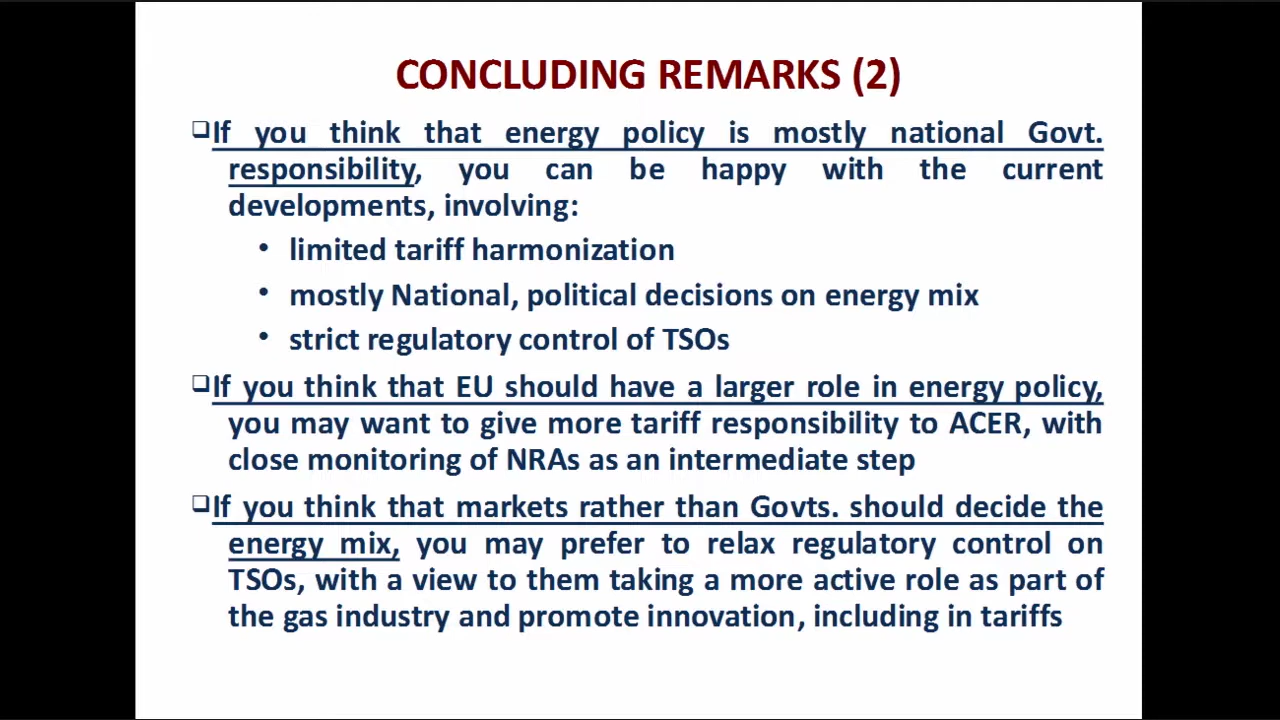 CONCLUDING REMARKS (2)
❑If you think that energy policy is mostly national Govt.
responsibility, you can be happy with the current
developments, involving:
• limited tariff harmonization
• mostly National, political decisions on energy mix
• strict regulatory control of TSOs
❑If you think that EU should have a larger role in energy policy,
you may want to give more tariff responsibility to ACER, with
close monitoring of NRAs as an intermediate step
❑If you think that markets rather than Govts. should decide the
energy mix, you may prefer to relax regulatory control on
TSOs, with a view to them taking a more active role as part of
the gas industry and promote innovation, including in tariffs